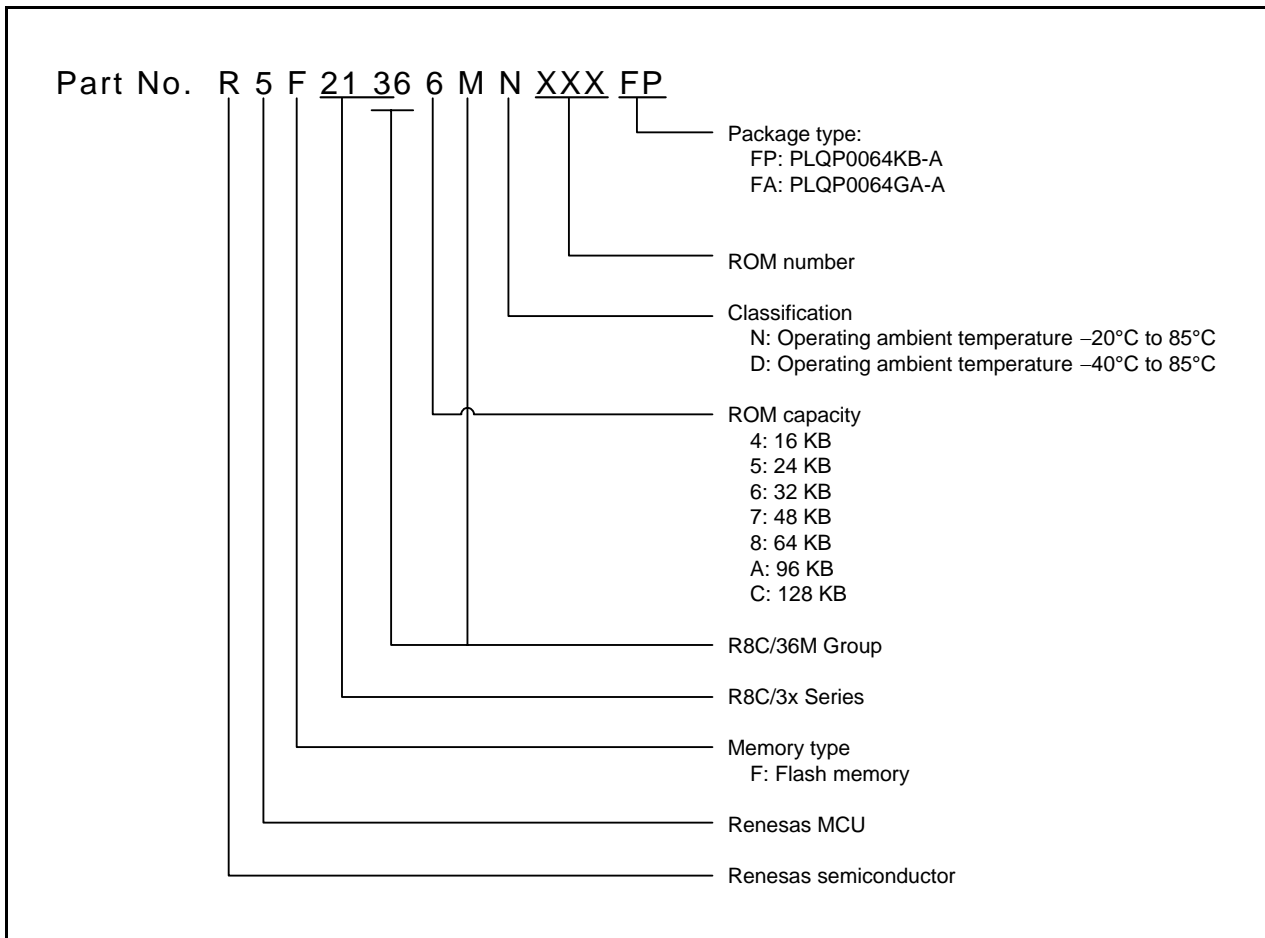 Part No. R 5 F 21 36 6 M N XXX FP
Package type:
FP: PLQP0064KB-A
FA: PLQP0064GA-A
ROM number
Classification
N: Operating ambient temperature −20°C to 85°C
D: Operating ambient temperature −40°C to 85°C
ROM capacity
4: 16 KB
5: 24 KB
6: 32 KB
7: 48 KB
8: 64 KB
A: 96 KB
C: 128 KB
R8C/36M Group
R8C/3x Series
Memory type
F: Flash memory
Renesas MCU
Renesas semiconductor